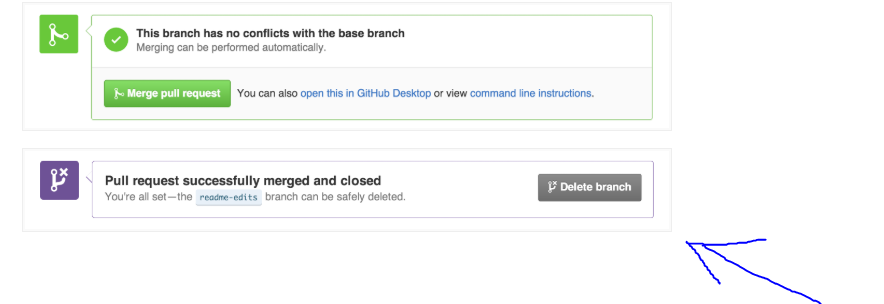 This branch has no conflicts with the base branch
Merging can be performed automatically.
Merge pull request You can also open this in GitHub Desktop or view command line instructions.
Pull request successfully merged and closed
You're all set—the readme-edits branch can be safely deleted.
Delete branch